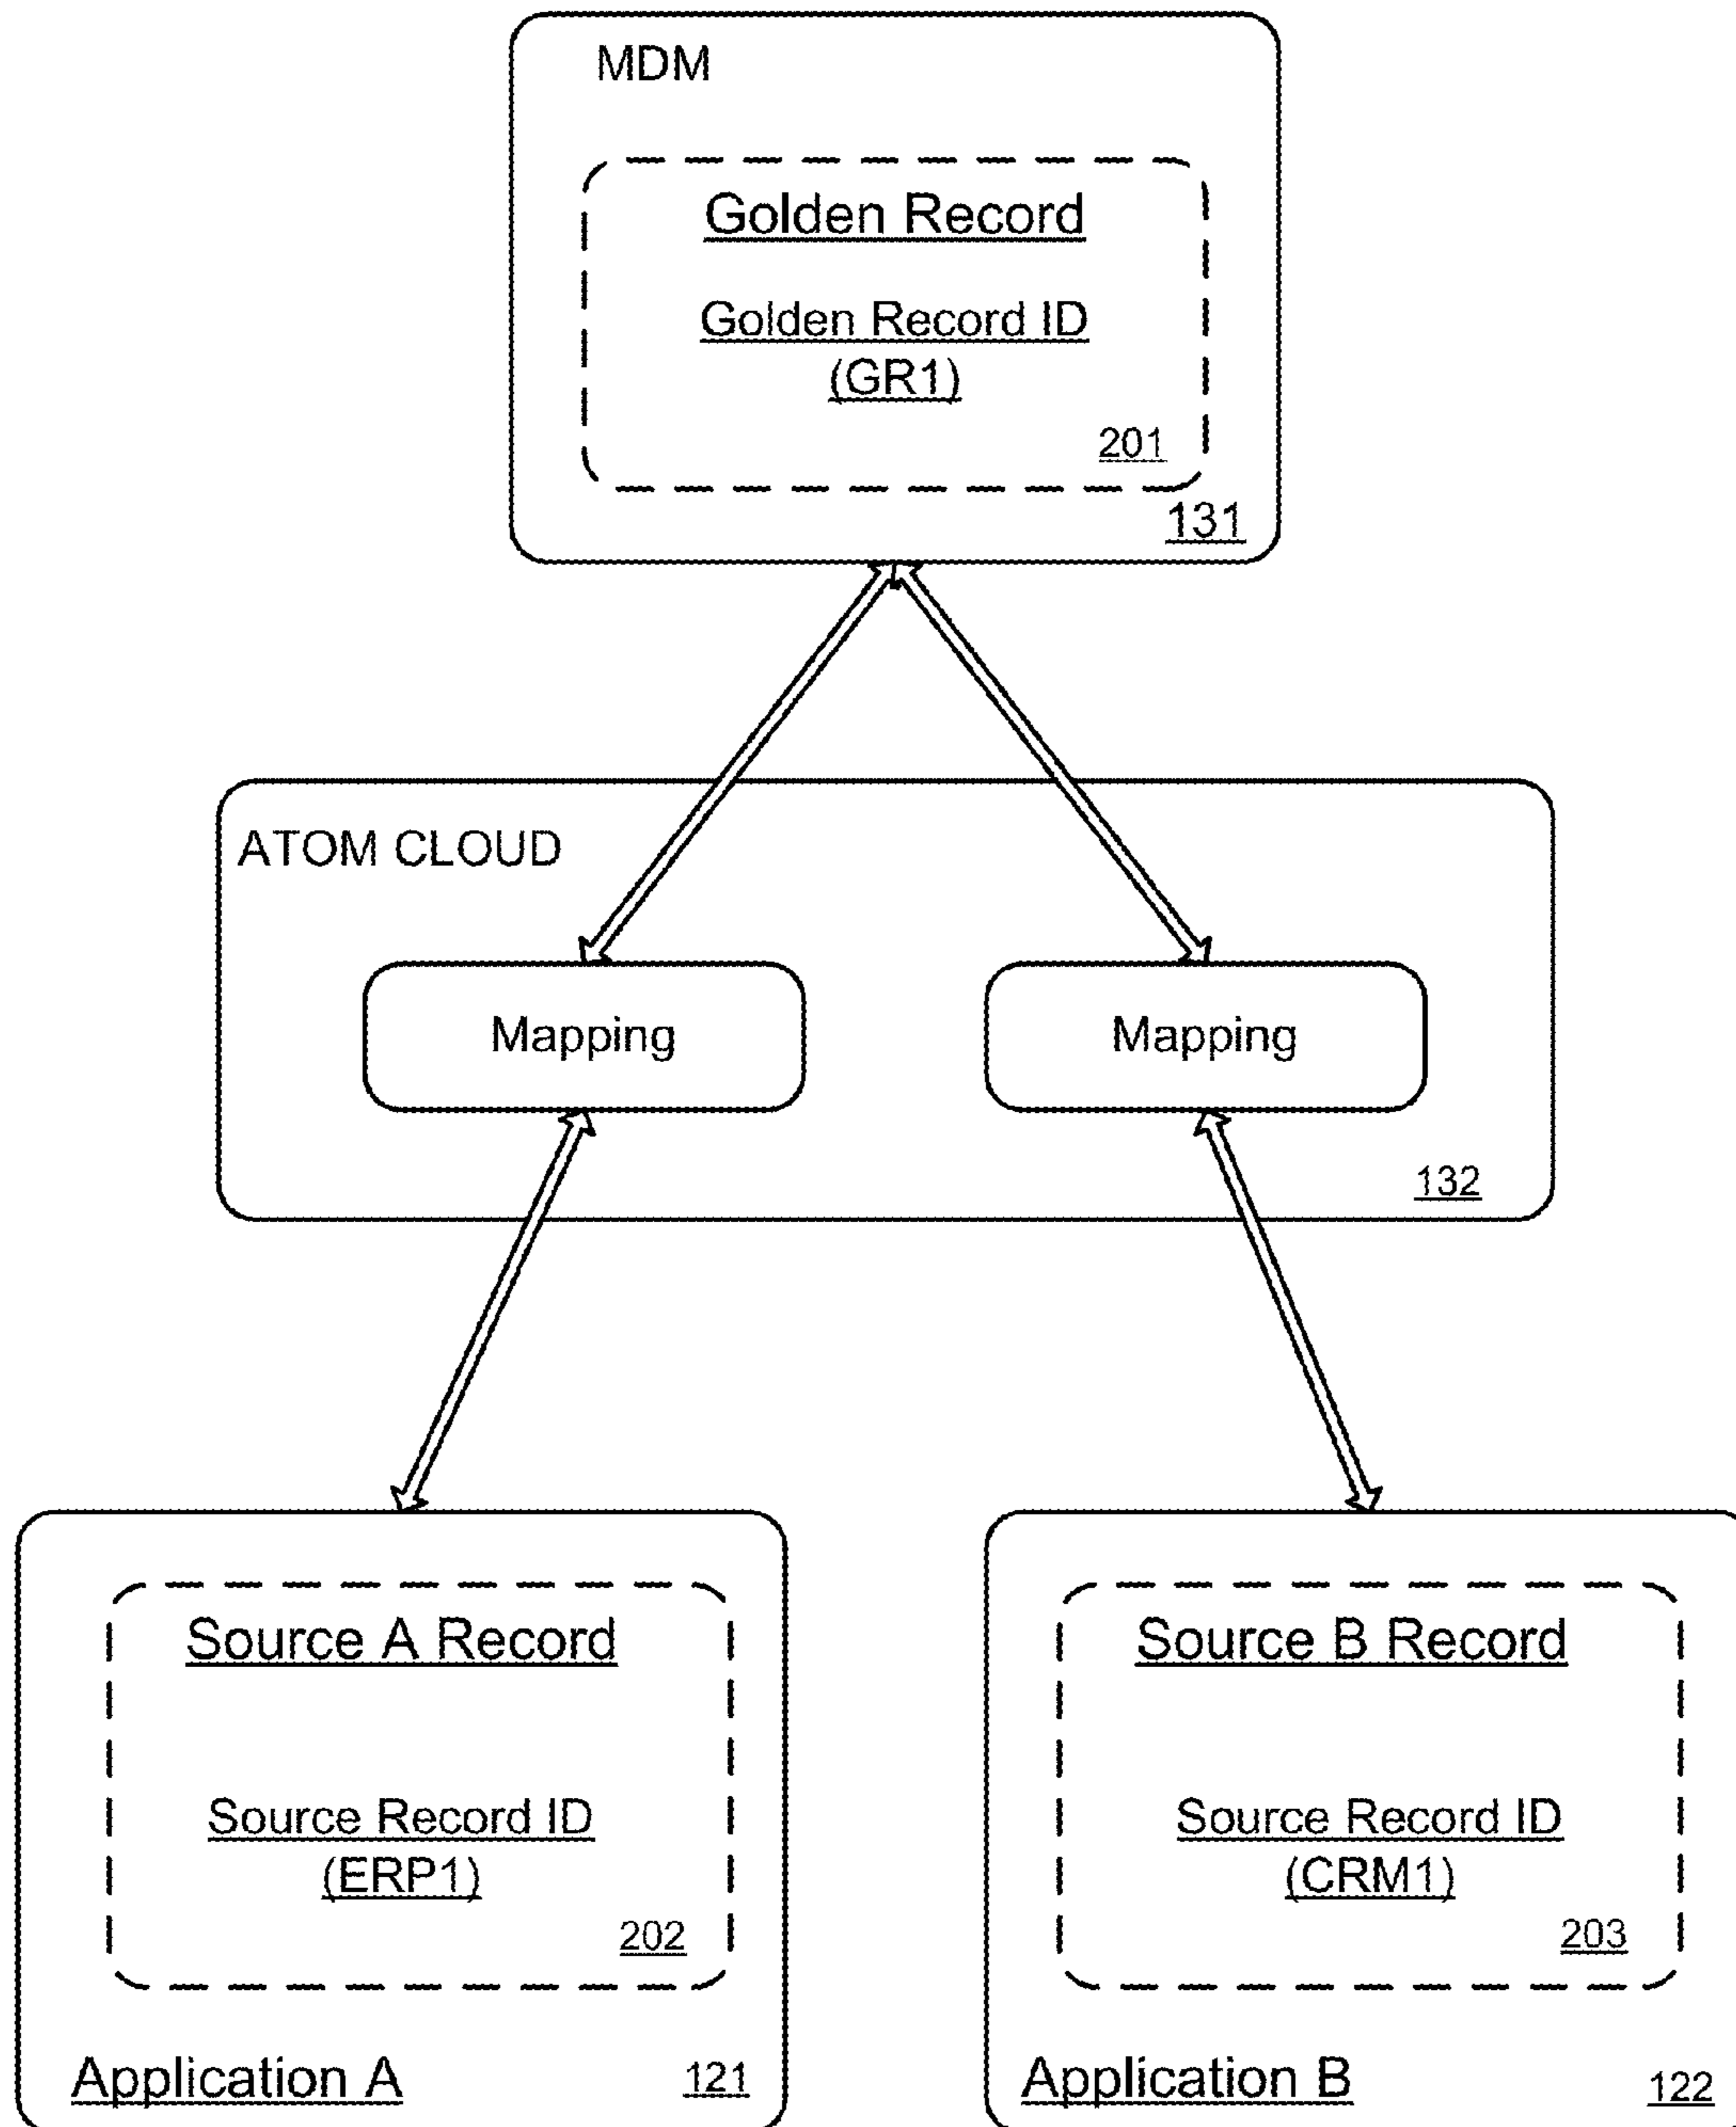 MDM
Golden Record
Golden Record ID
(GR1)
201
131
ATOM CLOUD
Mapping
Mapping
132
Source A Record
Source Record ID
(ERP1)
202
Application A
121
Source B Record
Source Record ID
(CRM1)
203
Application B
122